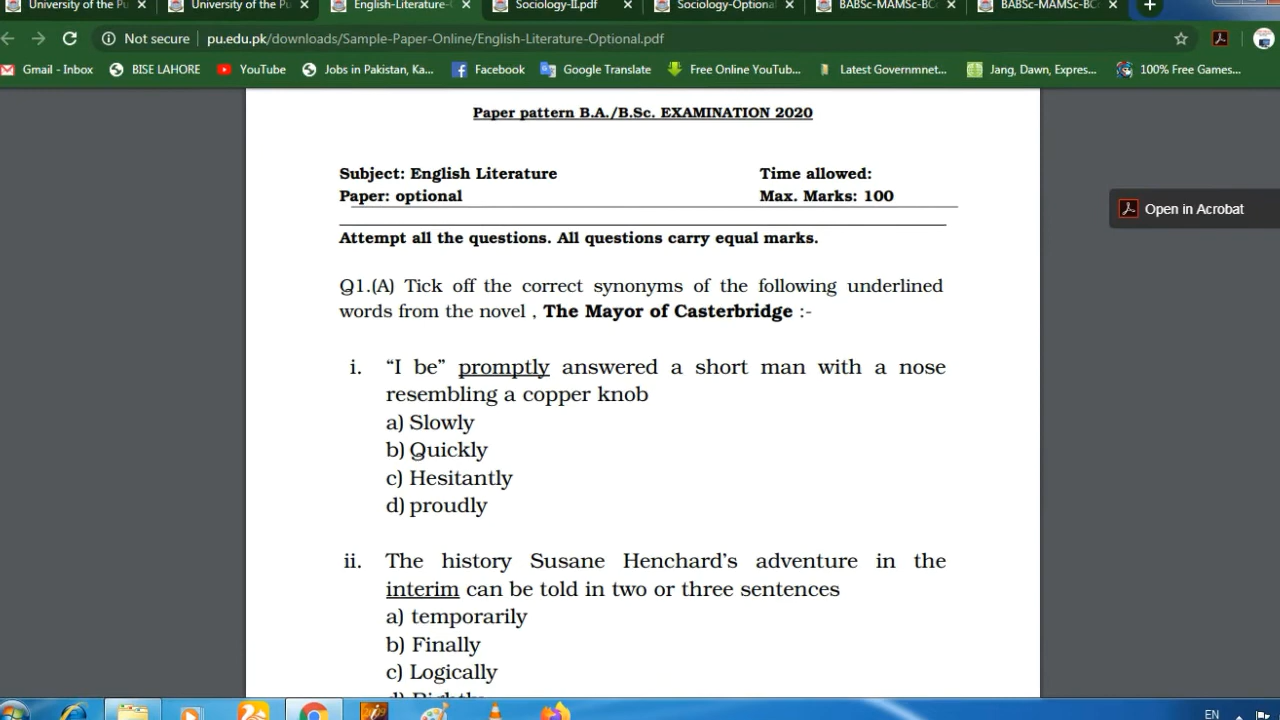 University of the Pu
University of the Pu
English-Literature-
Sociology-II.pdf
Sociology-Optional
BABSc-MAMSc-BC
BABSc-MAMSc-BC
Not secure
pu.edu.pk/downloads/Sample-Paper-Online/English-Literature-Optional.pdf
Gmail - Inbox
BISE LAHORE
YouTube
Jobs in Pakistan, Ka...
Facebook
Google Translate
Free Online YouTub...
Latest Governmnet...
Jang, Dawn, Expres...
100% Free Games...
Paper pattern B.A./B.Sc. EXAMINATION 2020
Subject: English Literature Time allowed:
Paper: optional Max. Marks: 100
Open in Acrobat
Attempt all the questions. All questions carry equal marks.
Q1.(A) Tick off the correct synonyms of the following underlined
words from the novel , The Mayor of Casterbridge :-
i. “I be” promptly answered a short man with a nose
resembling a copper knob
a) Slowly
b) Quickly
c) Hesitantly
d) proudly
ii. The history Susane Henchard’s adventure in the
interim can be told in two or three sentences
a) temporarily
b) Finally
c) Logically
d) Rightly
EN